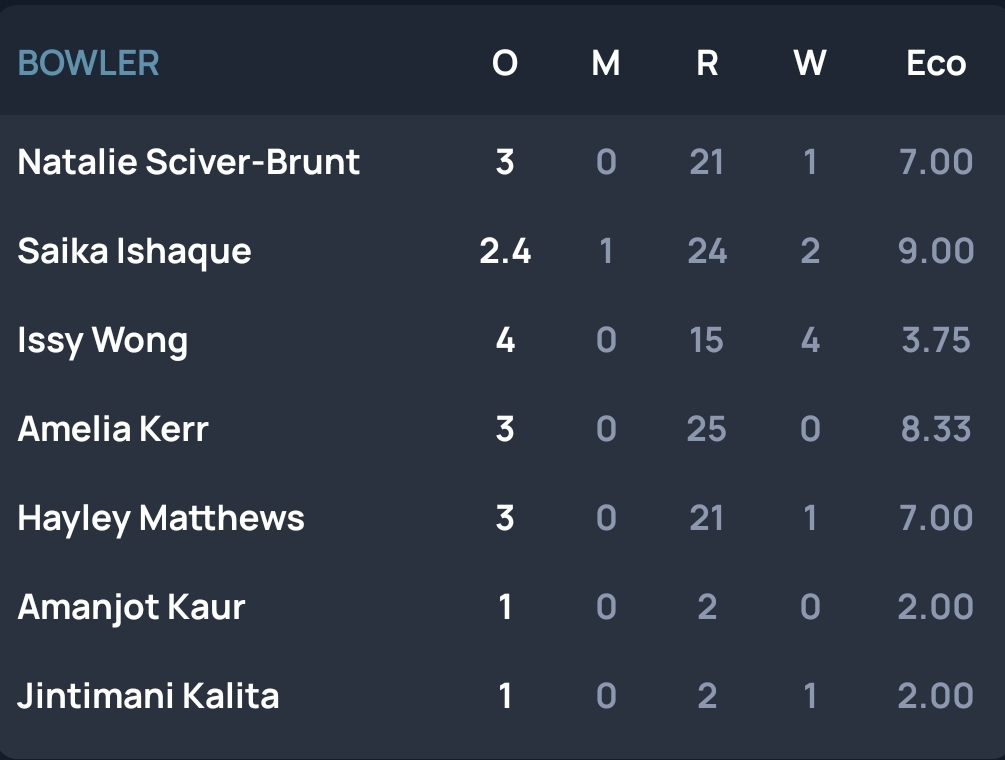 BOWLER O M R W Eco
Natalie Sciver-Brunt 3 0 21 1 7.00
Saika Ishaque 2.4 1 24 2 9.00
Issy Wong 4 0 15 4 3.75
Amelia Kerr 3 0 25 0 8.33
Hayley Matthews 3 0 21 1 7.00
Amanjot Kaur 1 0 2 0 2.00
Jintimani Kalita 1 0 2 1 2.00